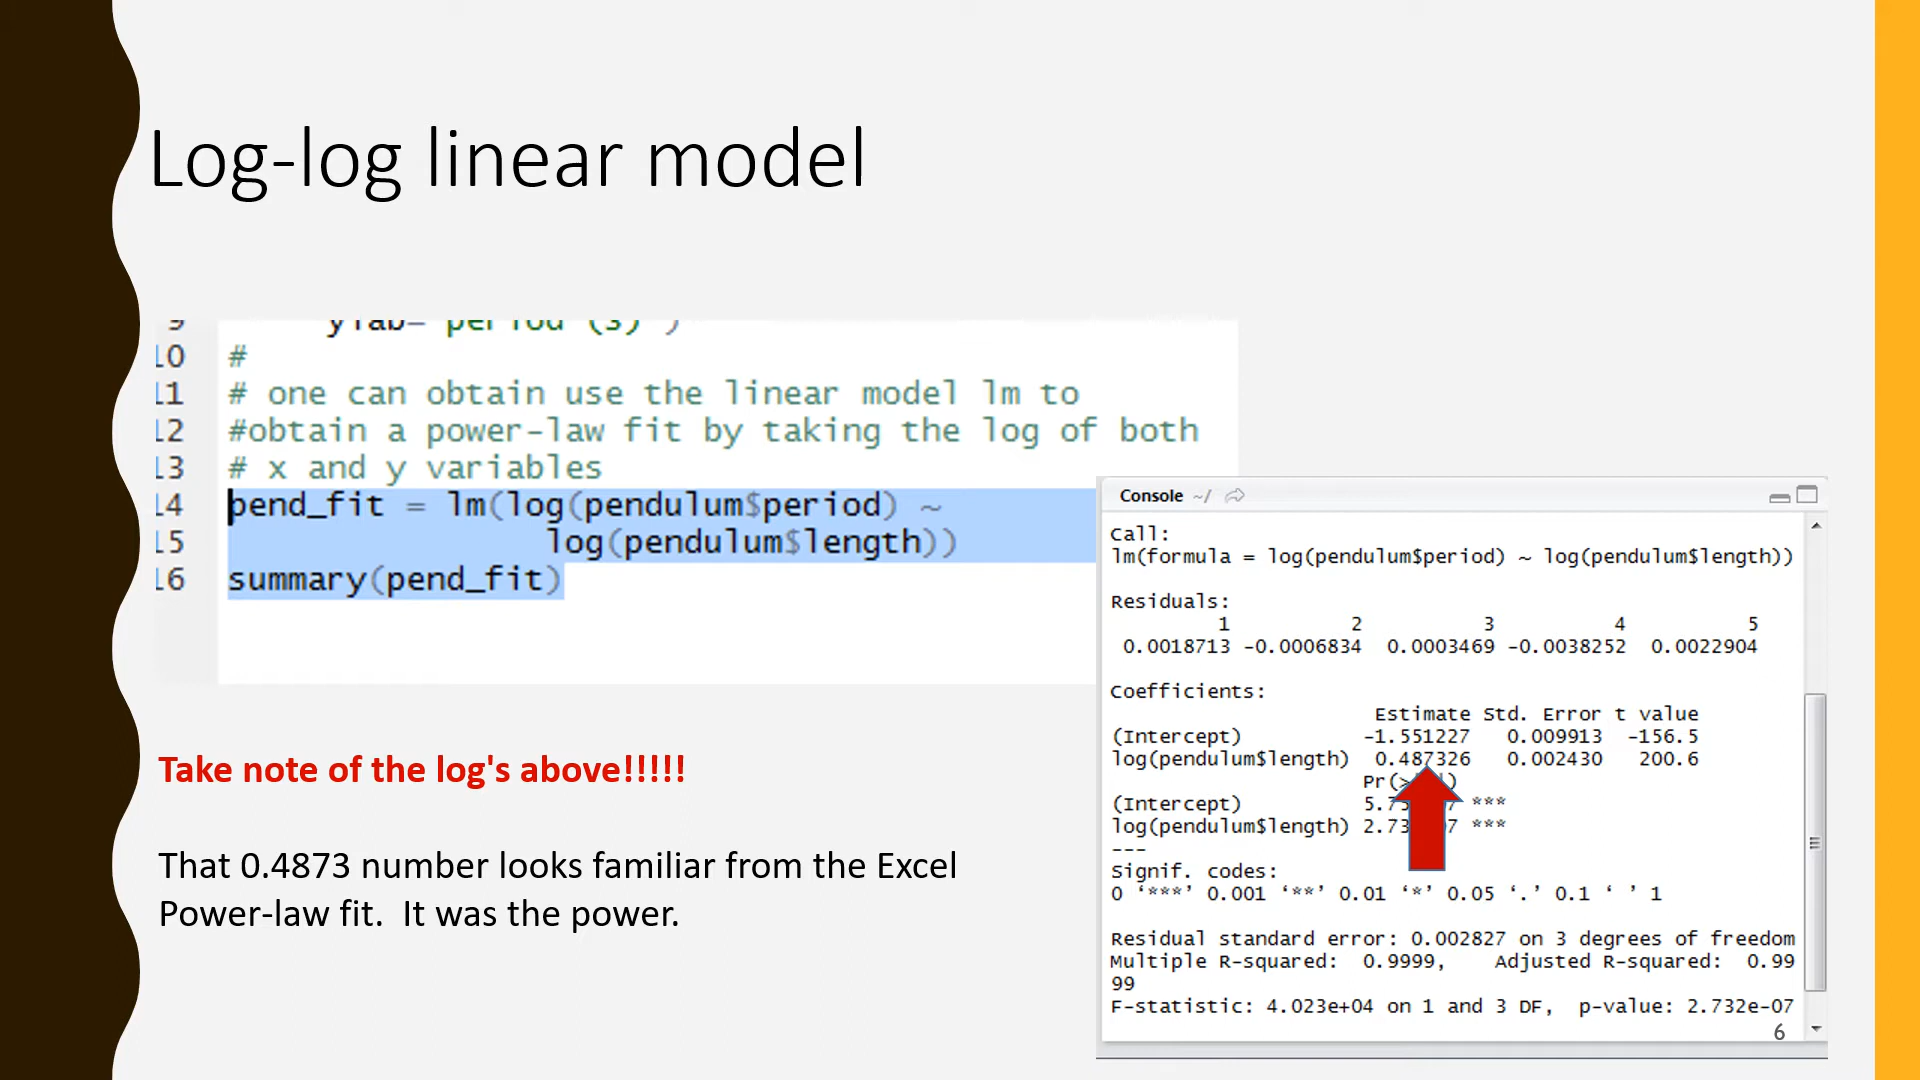 Log-log linear model
9 ylab="period (s)")
10 #
11 # one can obtain use the linear model lm to
12 #obtain a power-law fit by taking the log of both
13 # x and y variables
14 pend_fit = lm(log(pendulum$period) ~
15 log(pendulum$length))
16 summary(pend_fit)
Take note of the log's above!!!!!
That 0.4873 number looks familiar from the Excel
Power-law fit. It was the power.
Console ~/
Call:
lm(formula = log(pendulum$period) ~ log(pendulum$length))
Residuals:
1 2 3 4 5
0.0018713 -0.0006834 0.0003469 -0.0038252 0.0022904
Coefficients:
Estimate Std. Error t value
(Intercept) -1.551227 0.009913 -156.5
log(pendulum$length) 0.487326 0.002430 200.6
(Intercept) ***
log(pendulum$length) ***
---
Signif. codes:
0 ‘***’ 0.001 ‘**’ 0.01 ‘*’ 0.05 ‘.’ 0.1 ‘ ’ 1
Residual standard error: 0.002827 on 3 degrees of freedom
Multiple R-squared: 0.9999, Adjusted R-squared: 0.99
99
F-statistic: 4.023e+04 on 1 and 3 DF, p-value: 2.732e-07
6